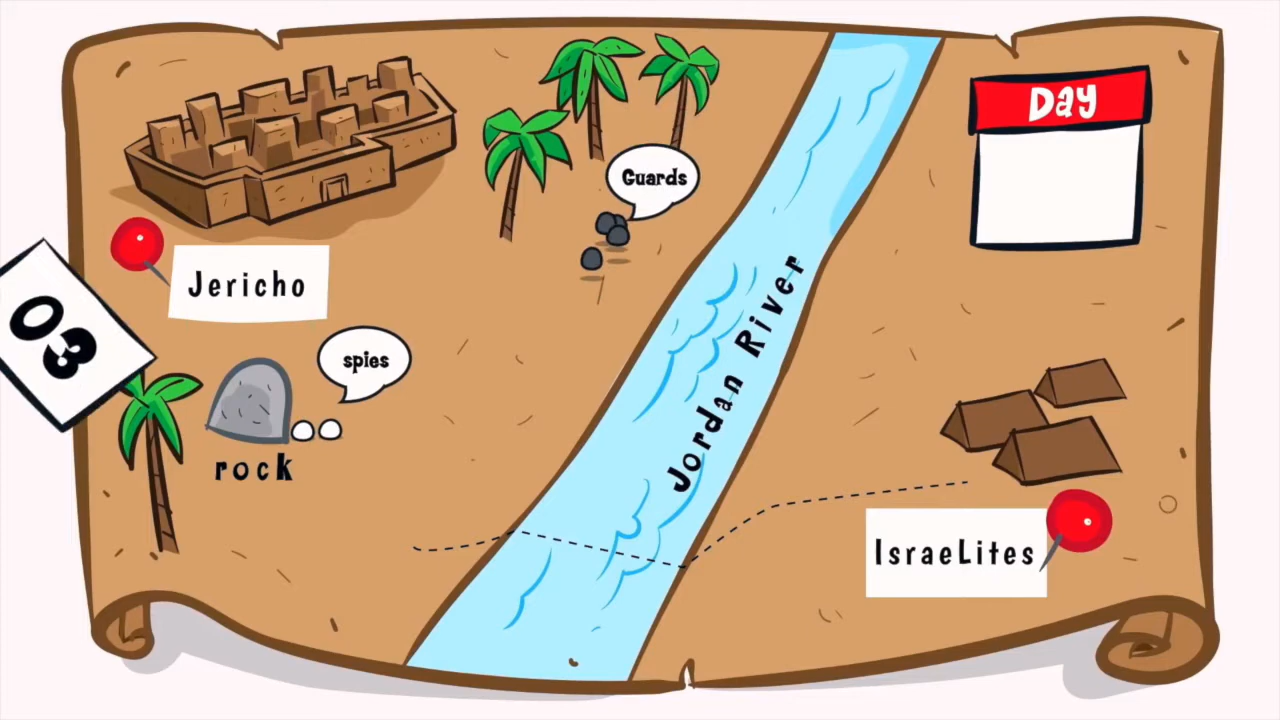 Day
Guards
Jericho
03
spies
rock
Jordan River
IsraeLites